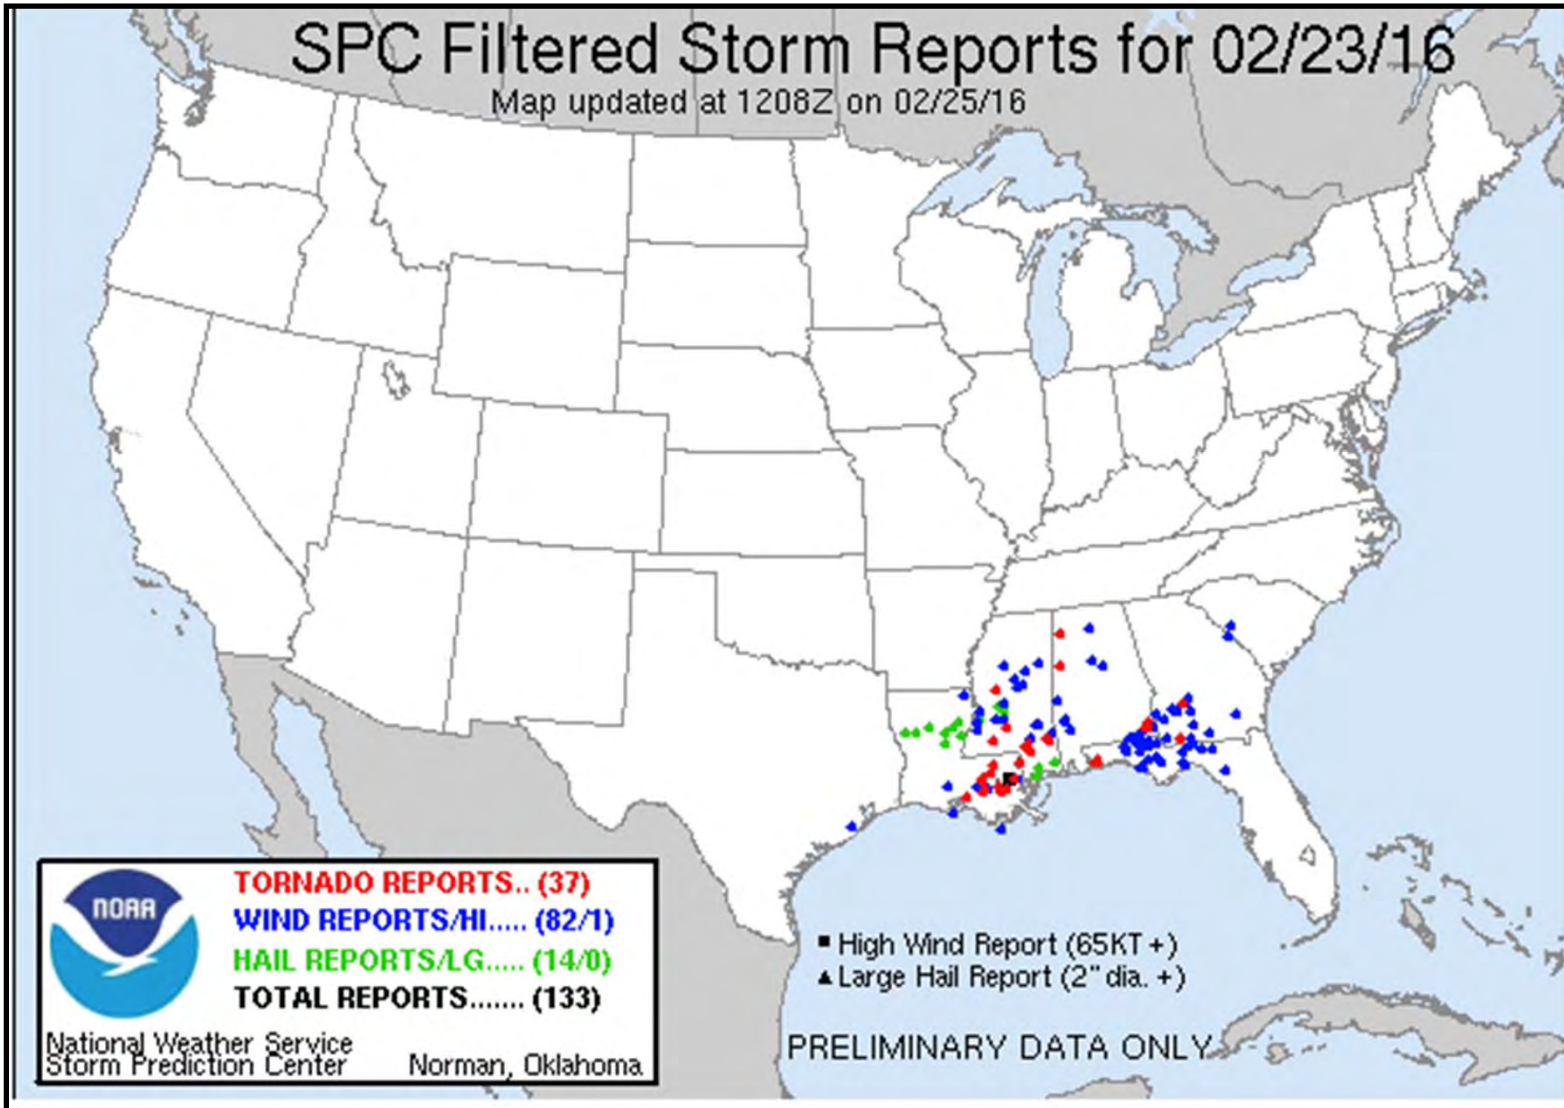 SPC Filtered Storm Reports for 02/23/16
Map updated at 1208Z on 02/25/16
NOAA
TORNADO REPORTS.. (37)
WIND REPORTS/HI..... (82/1)
HAIL REPORTS/LG..... (14/0)
TOTAL REPORTS....... (133)
National Weather Service
Storm Prediction Center Norman, Oklahoma
High Wind Report (65KT +)
Large Hail Report (2" dia. +)
PRELIMINARY DATA ONLY